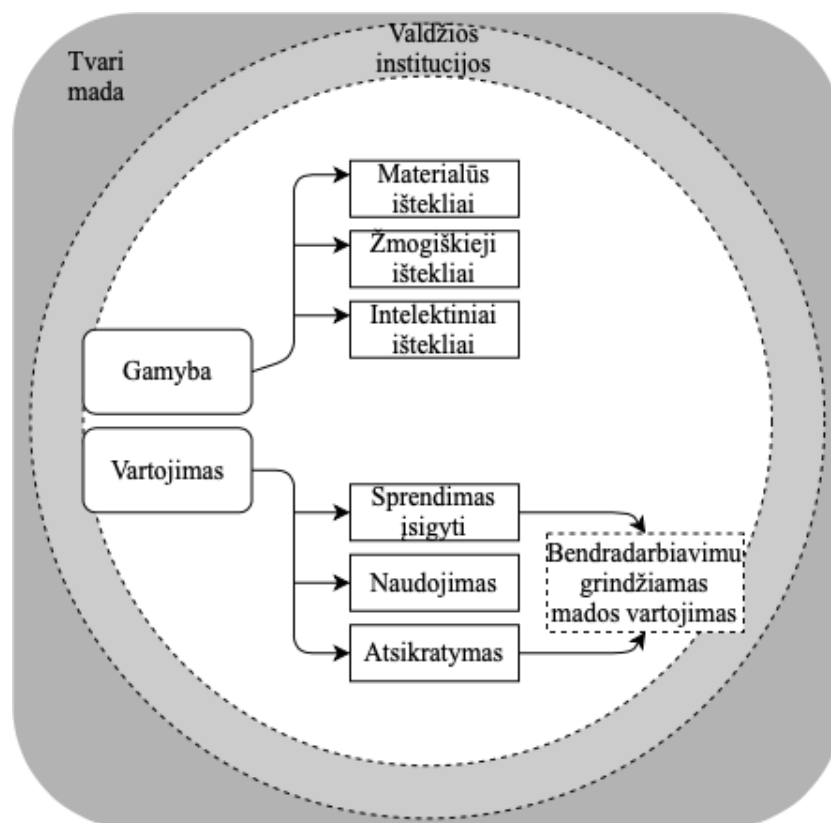 Tvari
mada
Valdžios
institucijos
Materialūs
ištekliai
Žmogiškieji
ištekliai
Intelektiniai
ištekliai
Gamyba
Vartojimas
Sprendimas
įsigyti
Naudojimas
Atsikratymas
Bendradarbiavimu
grindžiamas
mados vartojimas